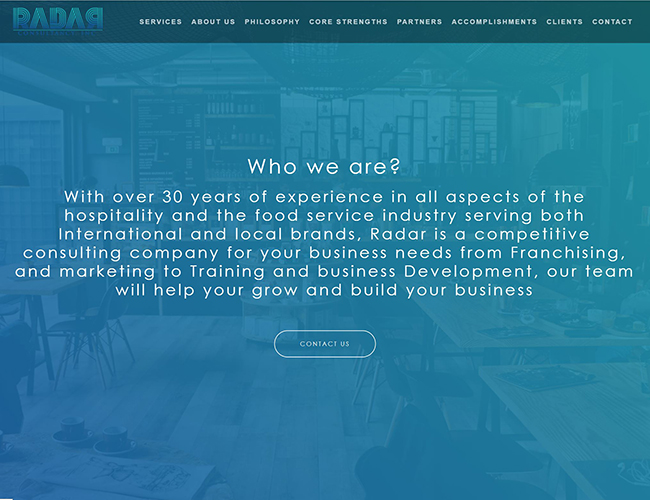 RADAR
SERVICES ABOUT US PHILOSOPHY CORE STRENGTHS PARTNERS ACCOMPLISHMENTS CLIENTS CONTACT
Who we are?
With over 30 years of experience in all aspects of the
hospitality and the food service industry serving both
International and local brands, Radar is a competitive
consulting company for your business needs from Franchising,
and marketing to Training and business Development, our team
will help your grow and build your business
CONTACT US